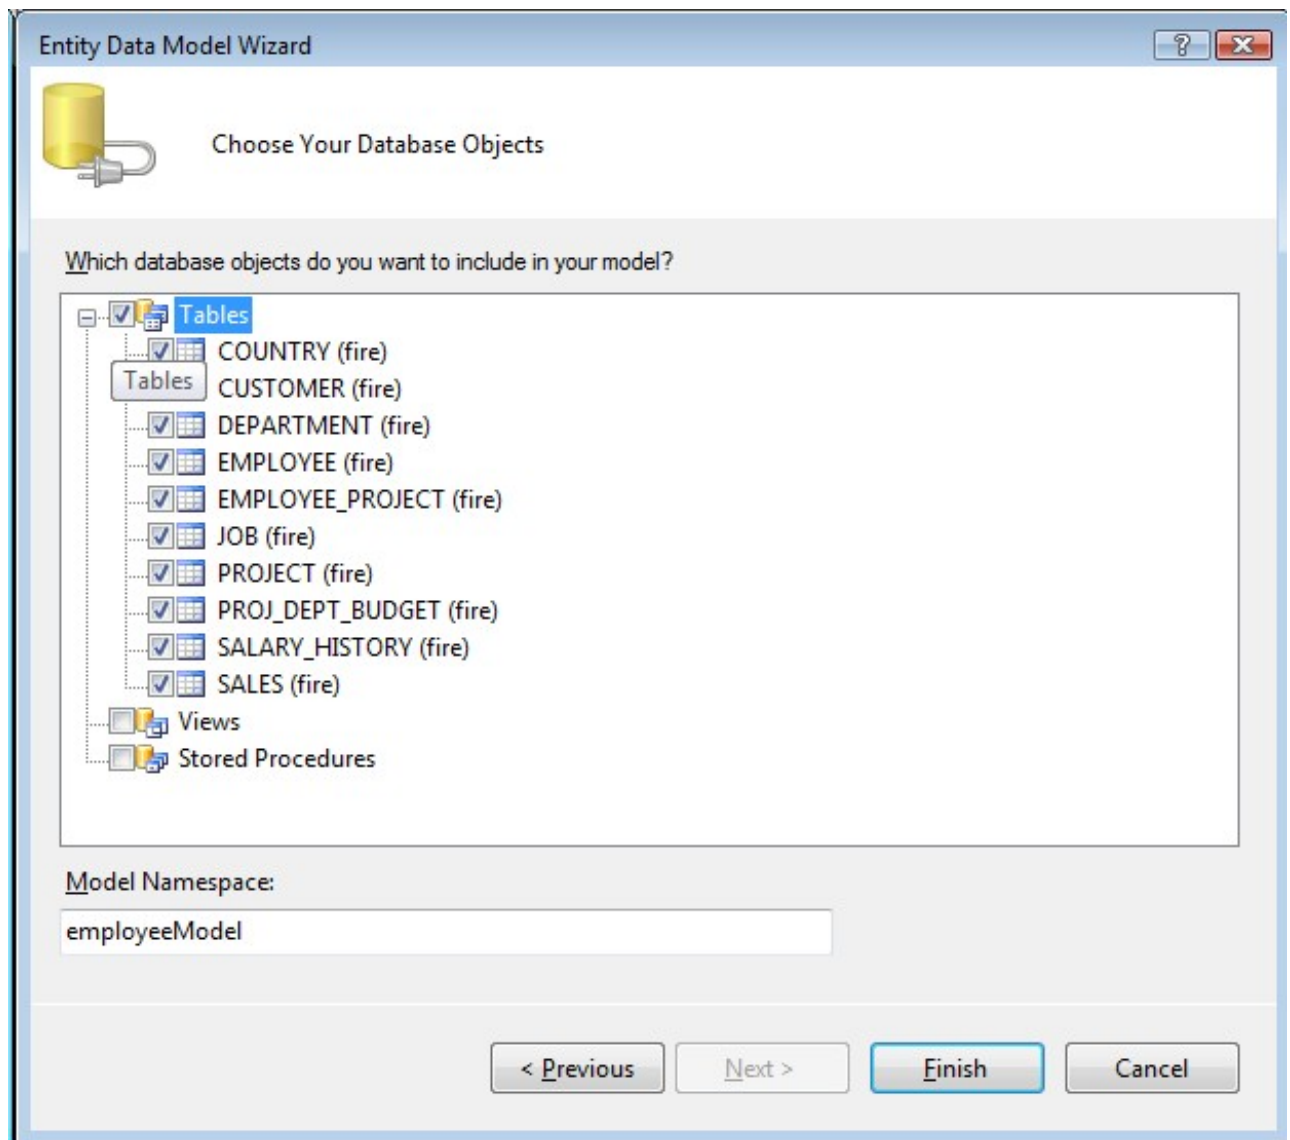 Entity Data Model Wizard
Choose Your Database Objects
Which database objects do you want to include in your model?
Tables
COUNTRY (fire)
Tables
CUSTOMER (fire)
DEPARTMENT (fire)
EMPLOYEE (fire)
EMPLOYEE_PROJECT (fire)
JOB (fire)
PROJECT (fire)
PROJ_DEPT_BUDGET (fire)
SALARY_HISTORY (fire)
SALES (fire)
Views
Stored Procedures
Model Namespace:
employeeModel
< Previous Next > Finish Cancel